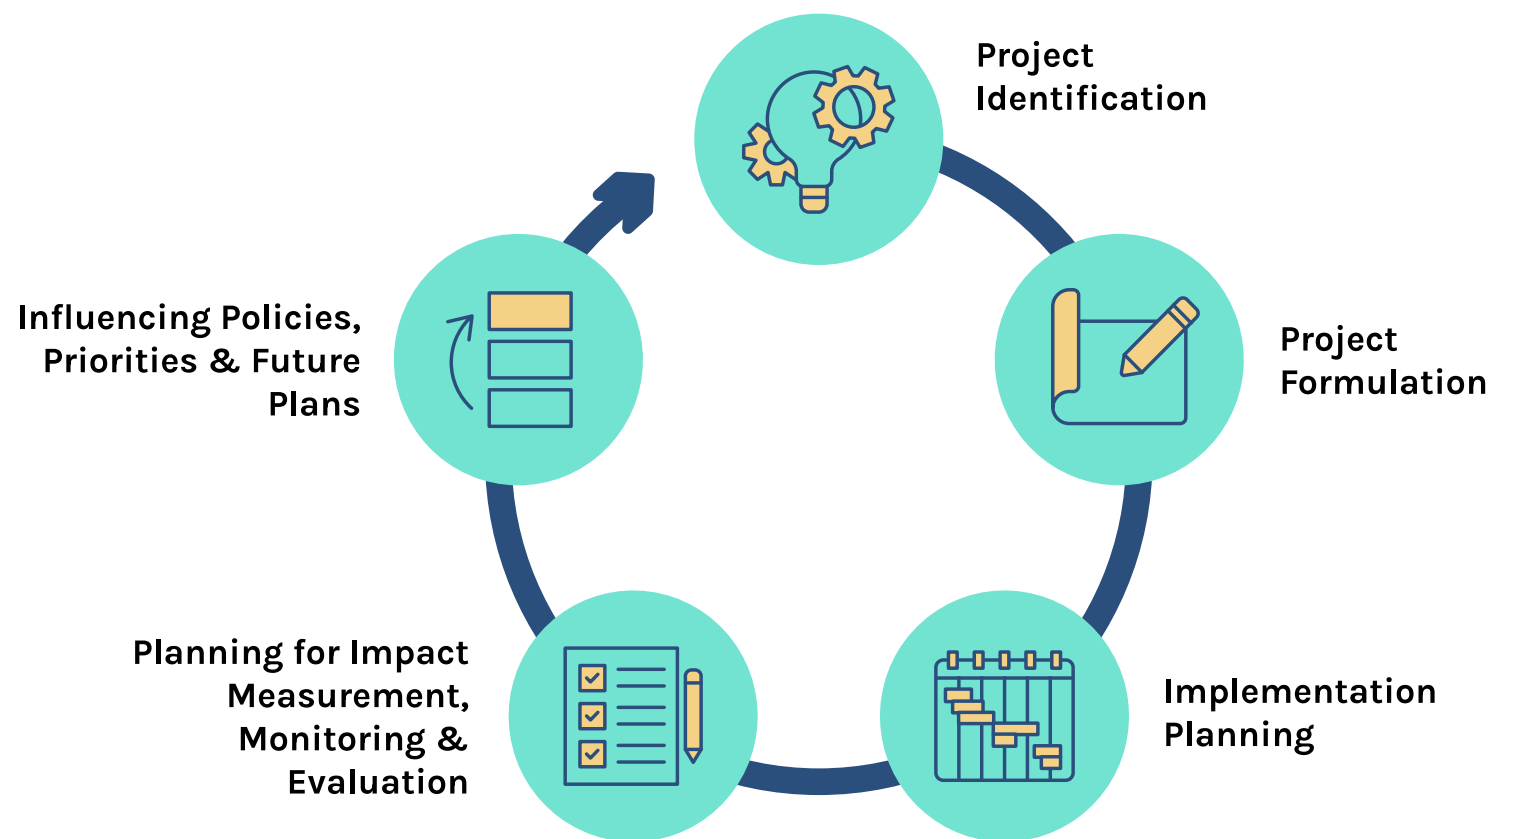 Project
Identification
Project
Formulation
Implementation
Planning
Planning for Impact
Measurement,
Monitoring &
Evaluation
Influencing Policies,
Priorities & Future
Plans